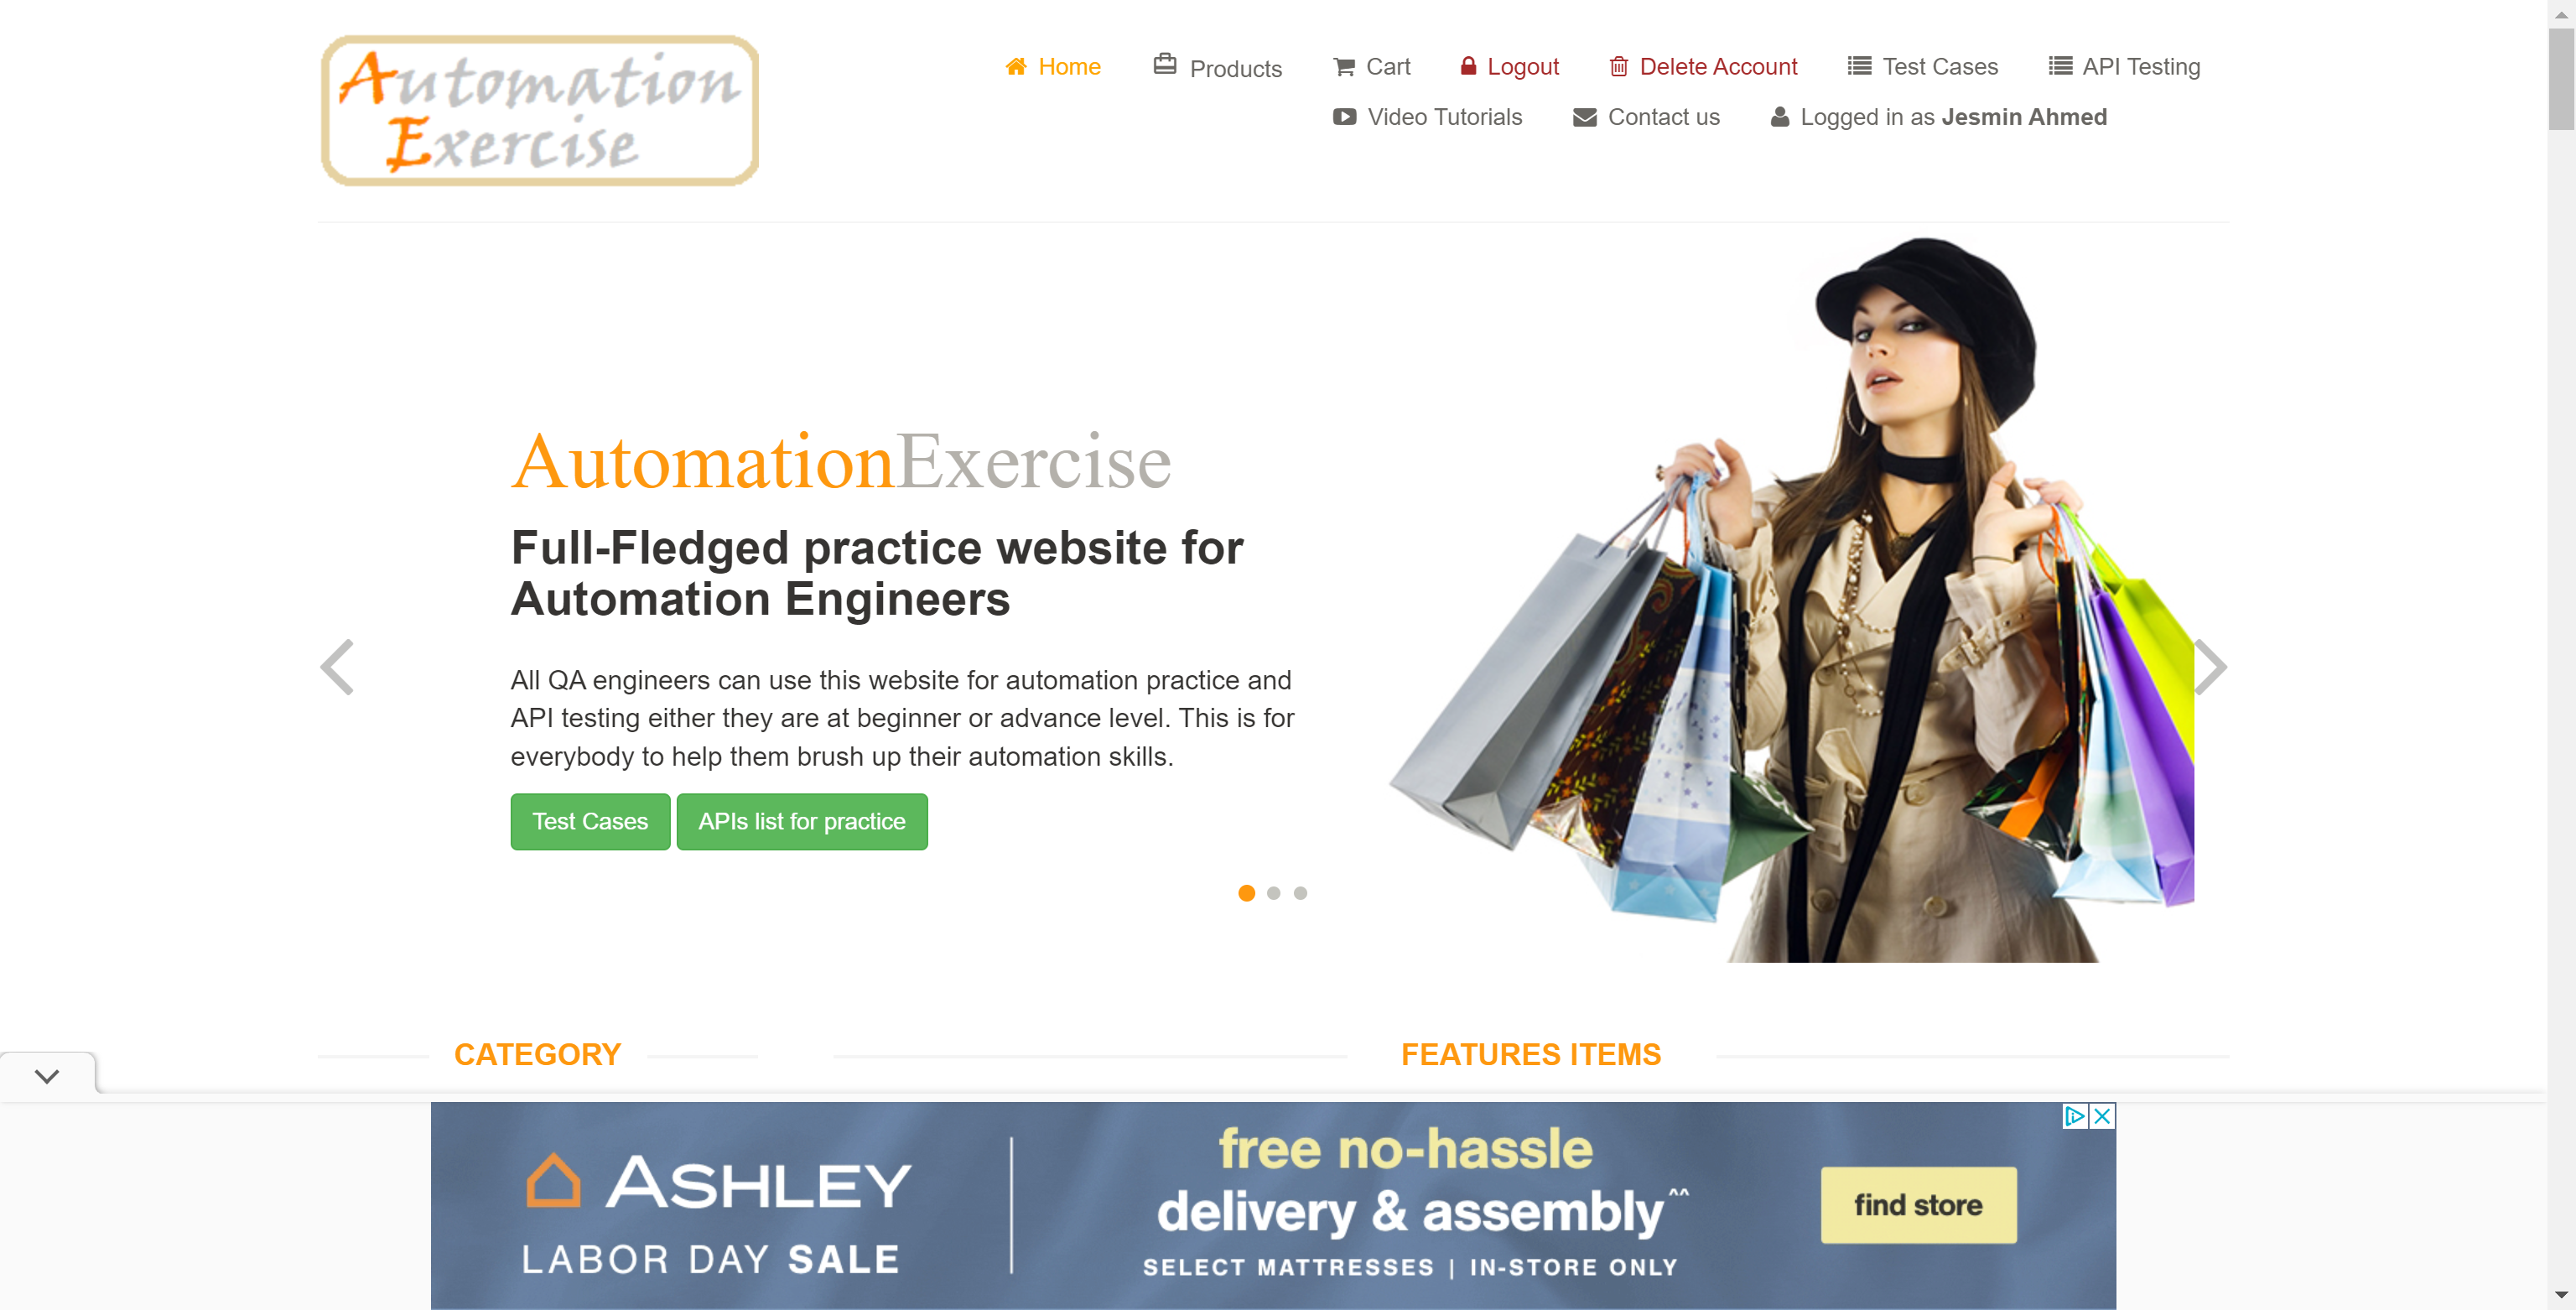 Automation
Exercise
Home
Products
Cart
Logout
Delete Account
Test Cases
API Testing
Video Tutorials
Contact us
Logged in as Jesmin Ahmed
AutomationExercise
Full-Fledged practice website for
Automation Engineers
All QA engineers can use this website for automation practice and
API testing either they are at beginner or advance level. This is for
everybody to help them brush up their automation skills.
Test Cases
APIs list for practice
CATEGORY
FEATURES ITEMS
ASHLEY
LABOR DAY SALE
free no-hassle
delivery & assembly^^
SELECT MATTRESSES | IN-STORE ONLY
find store